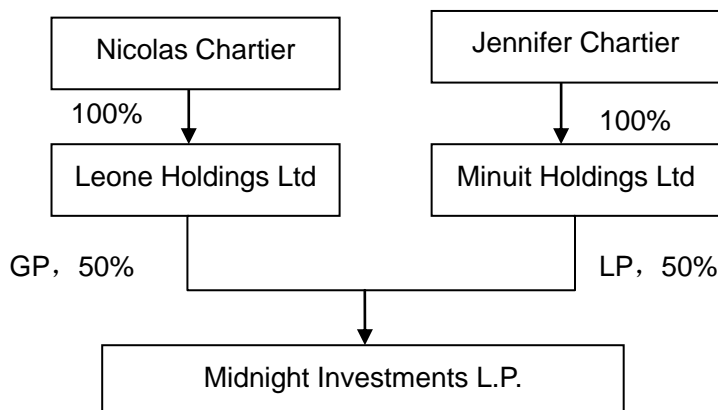 Nicolas Chartier
Jennifer Chartier
100%
100%
Leone Holdings Ltd
Minuit Holdings Ltd
GP，50%
LP，50%
Midnight Investments L.P.